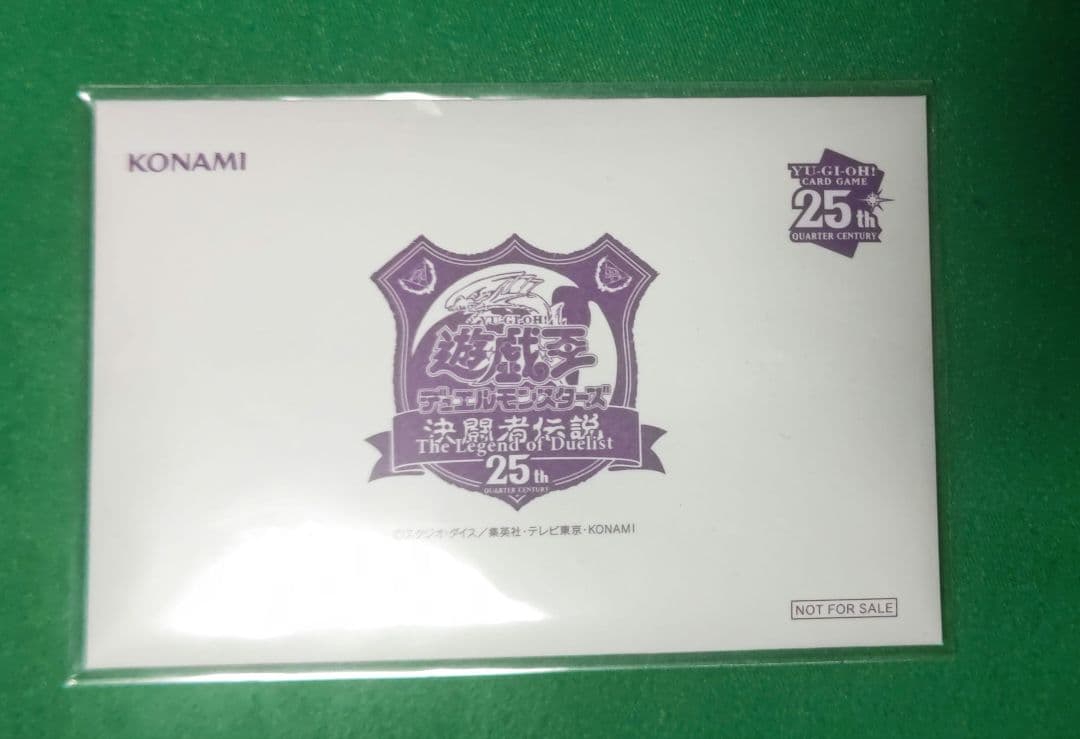 KONAMI
YU-GI-OH!
CARD GAME
25th
QUARTER CENTURY
YU-GI-OH!
遊戯王
デュエルモンスターズ
決闘者伝説
The Legend of Duelist
25th
QUARTER CENTURY
©スタジオ・ダイス／集英社・テレビ東京・KONAMI
NOT FOR SALE